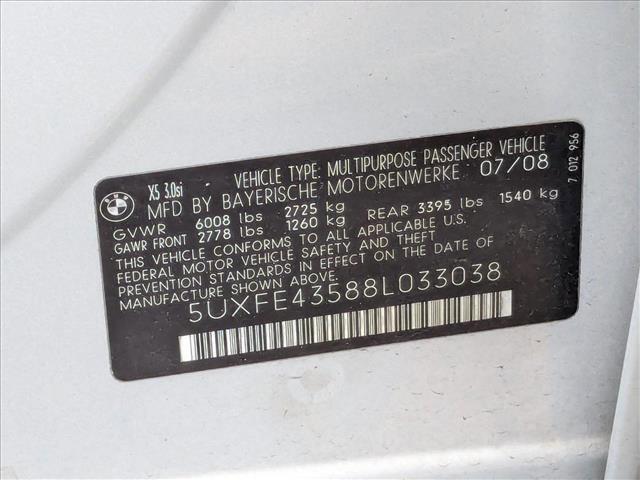 BMW
X5 3.0si
VEHICLE TYPE: MULTIPURPOSE PASSENGER VEHICLE
MFD BY BAYERISCHE MOTORENWERKE 07/08
GVWR 6008 lbs 2725 kg
GAWR FRONT 2778 lbs 1260 kg REAR 3395 lbs 1540 kg
THIS VEHICLE CONFORMS TO ALL APPLICABLE U.S.
FEDERAL MOTOR VEHICLE SAFETY AND THEFT
PREVENTION STANDARDS IN EFFECT ON THE DATE OF
MANUFACTURE SHOWN ABOVE.
5UXFE43588L033038
7 012 956